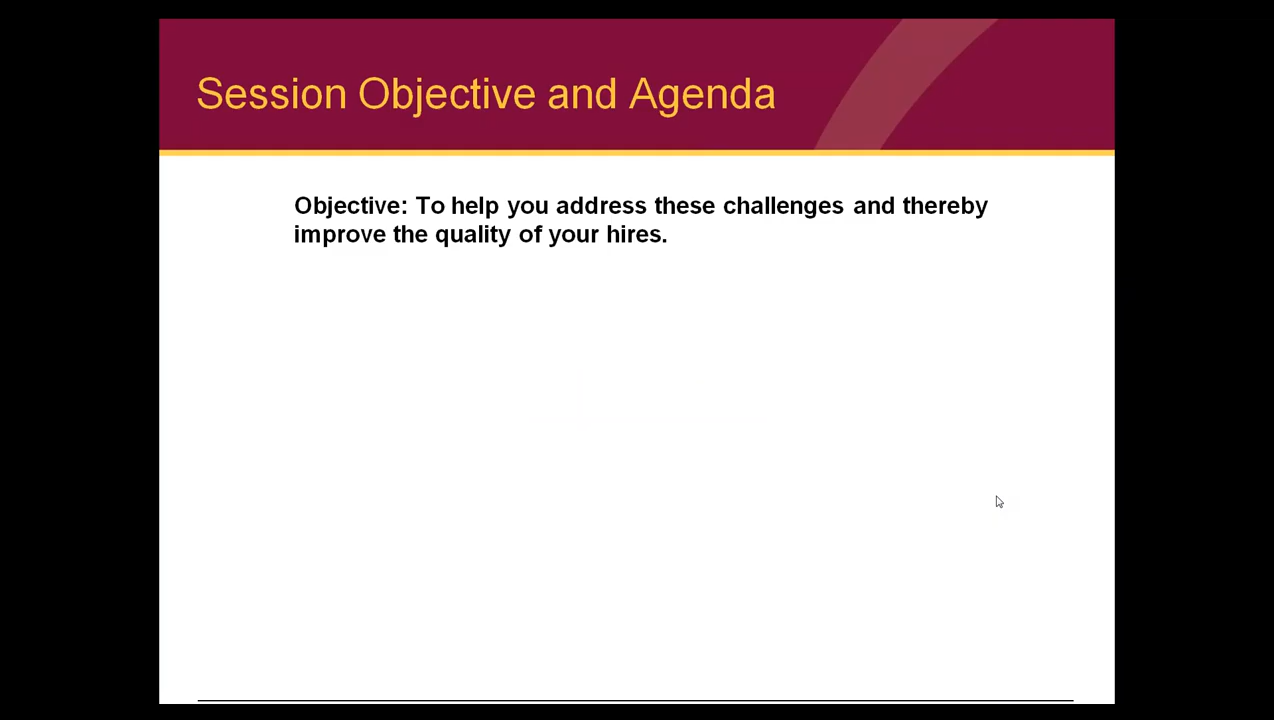 Session Objective and Agenda
Objective: To help you address these challenges and thereby
improve the quality of your hires.